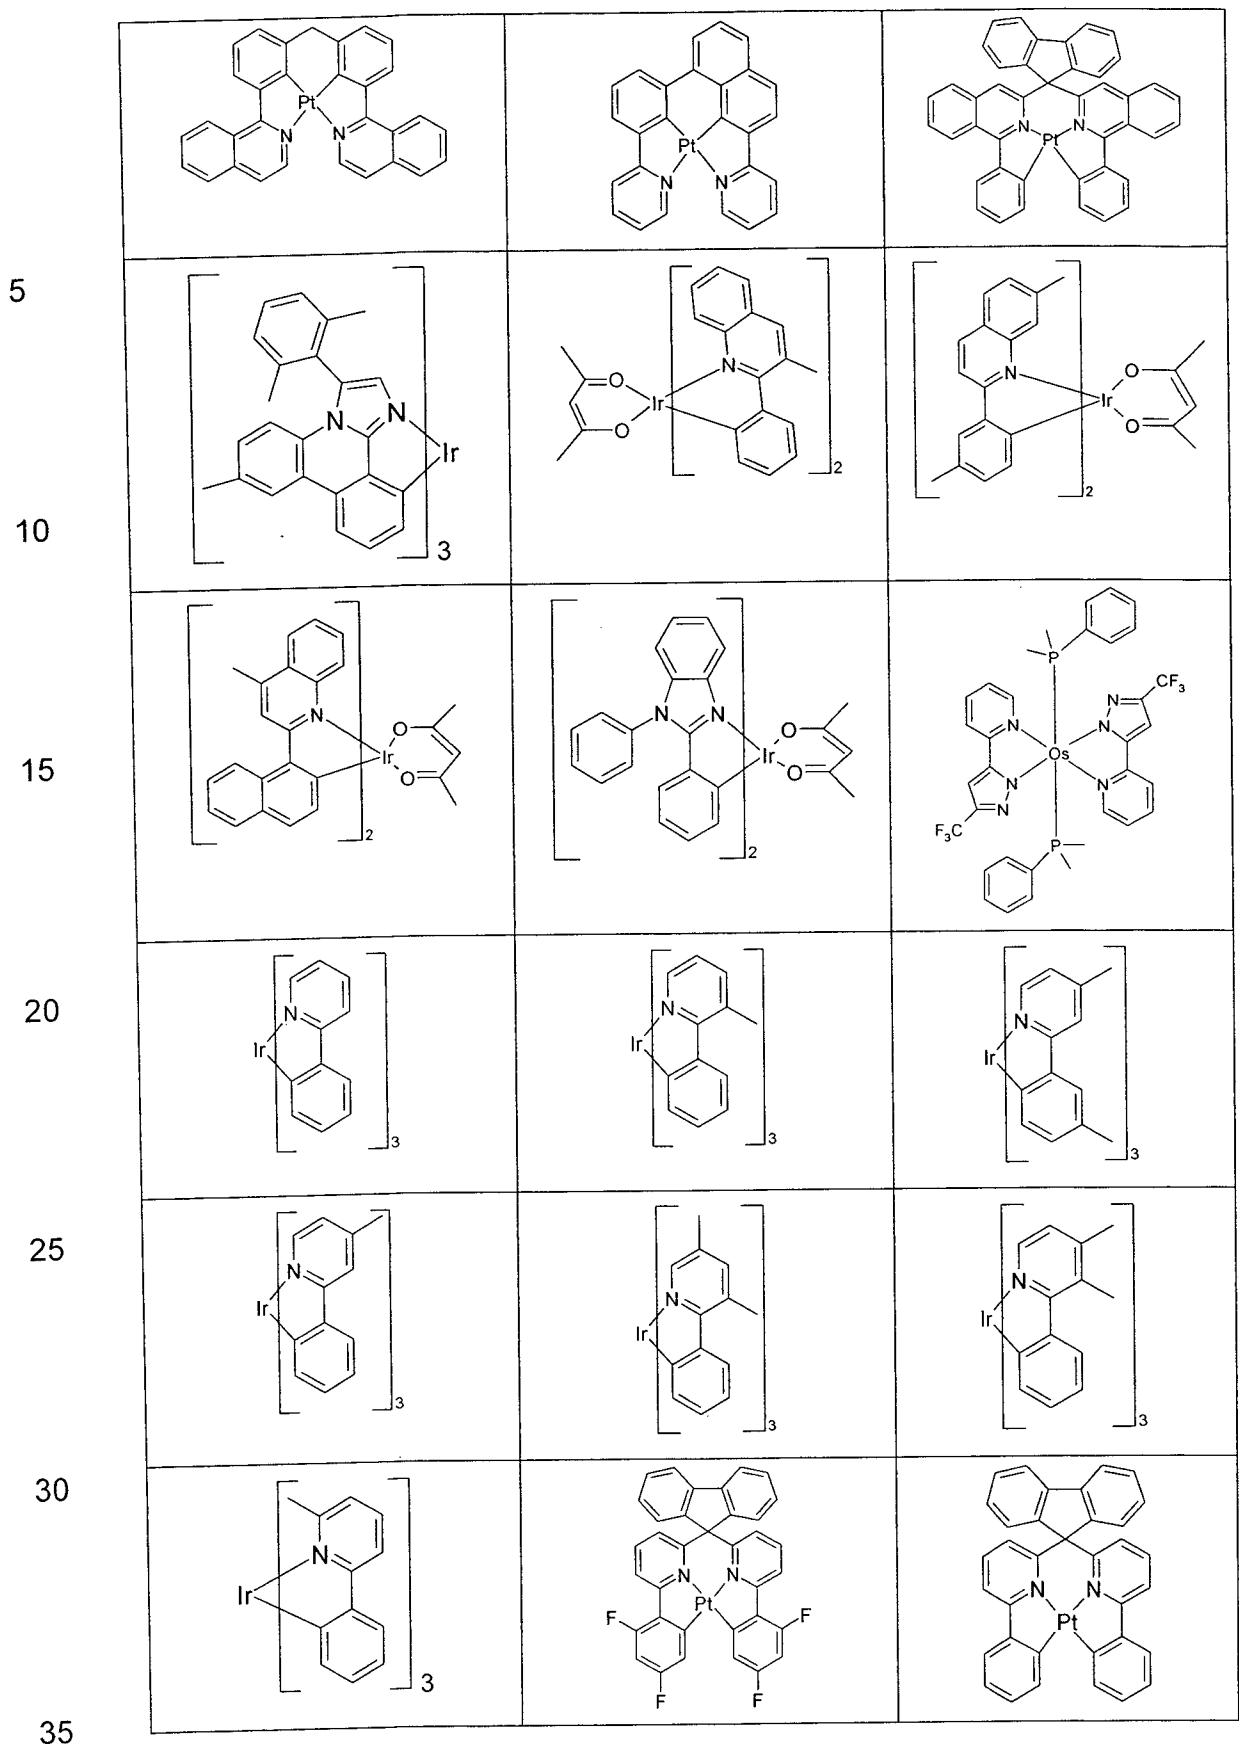 Pt N N
Pt N N
N N Pt
5
N N Ir 3
O O Ir N 2
N Ir O O 2
10
15
N Ir O O 2
N N Ir O O 2
P CF3 N N N Os N N N F3C P
20
N Ir 3
N Ir 3
N Ir 3
25
N Ir 3
N Ir 3
N Ir 3
30
N Ir 3
N N Pt F F F F
N N Pt
35